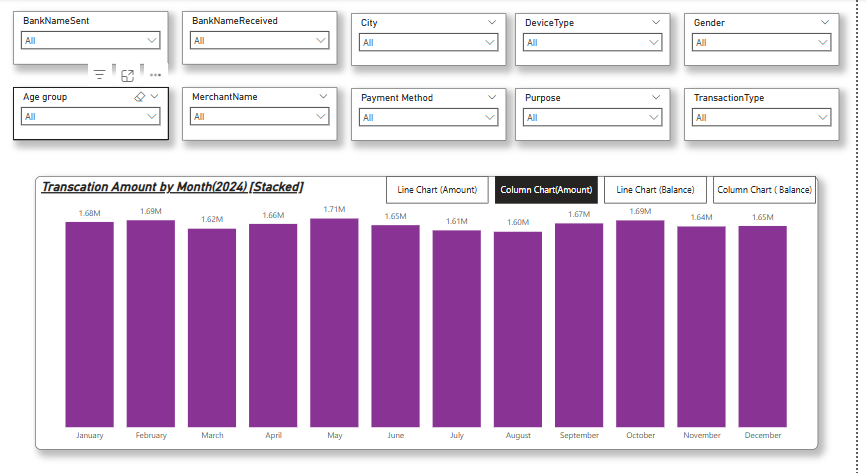 BankNameSent
All
BankNameReceived
All
City
All
DeviceType
All
Gender
All
Age group
All
MerchantName
All
Payment Method
All
Purpose
All
TransactionType
All
Transcation Amount by Month(2024) [Stacked]
Line Chart (Amount)
Column Chart(Amount)
Line Chart (Balance)
Column Chart ( Balance)
1.68M
1.69M
1.62M
1.66M
1.71M
1.65M
1.61M
1.60M
1.67M
1.69M
1.64M
1.65M
January
February
March
April
May
June
July
August
September
October
November
December